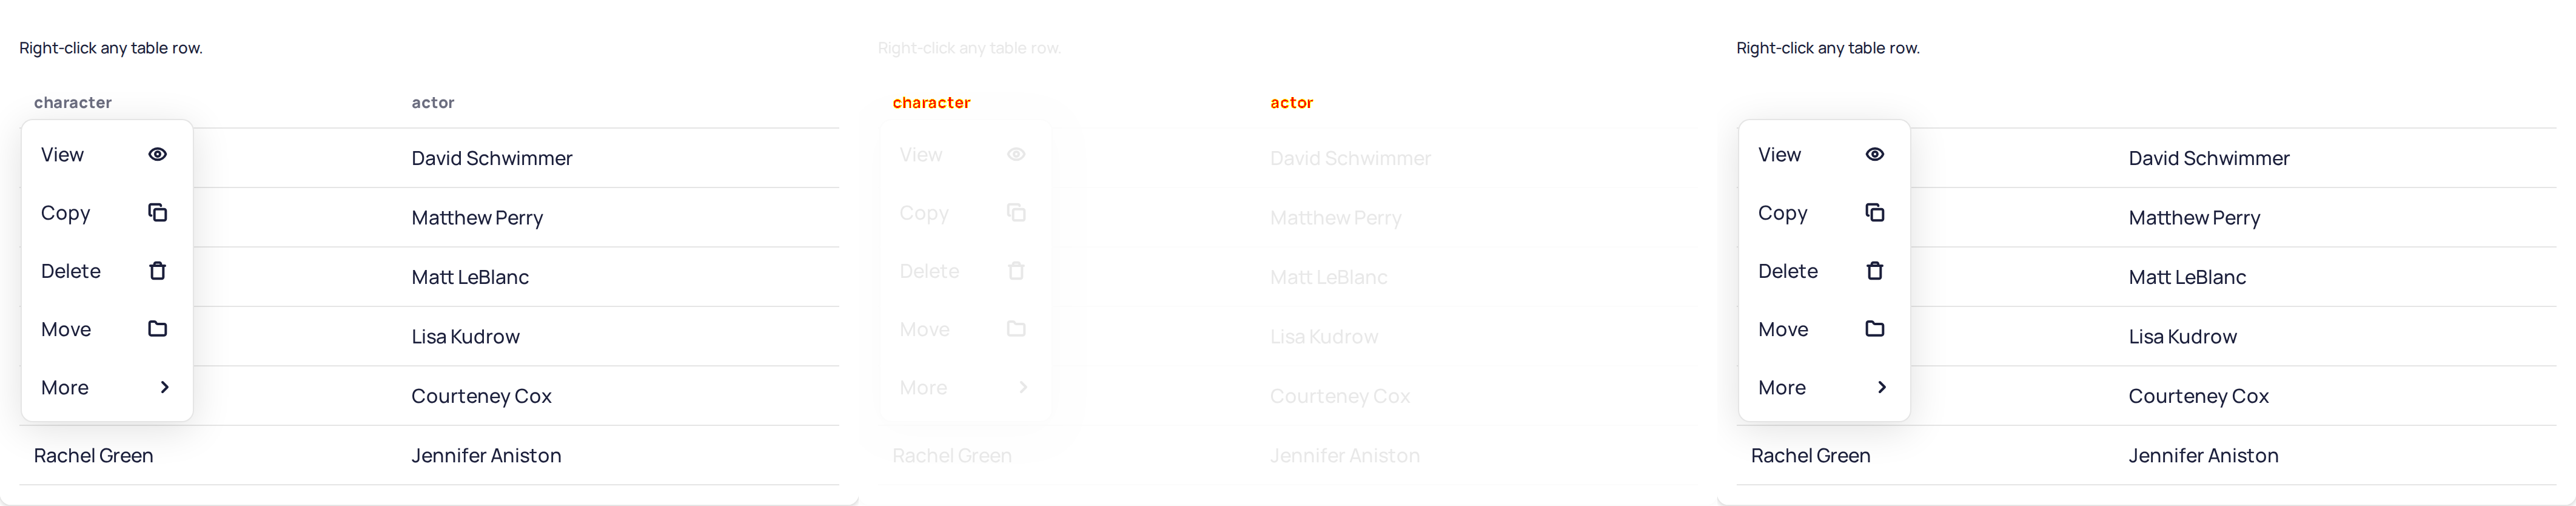 Right-click any table row.
character actor
View David Schwimmer
Copy Matthew Perry
Delete Matt LeBlanc
Move Lisa Kudrow
More Courteney Cox
Rachel Green Jennifer Aniston
Right-click any table row.
character actor
View David Schwimmer
Copy Matthew Perry
Delete Matt LeBlanc
Move Lisa Kudrow
More Courteney Cox
Rachel Green Jennifer Aniston
Right-click any table row.
View David Schwimmer
Copy Matthew Perry
Delete Matt LeBlanc
Move Lisa Kudrow
More Courteney Cox
Rachel Green Jennifer Aniston